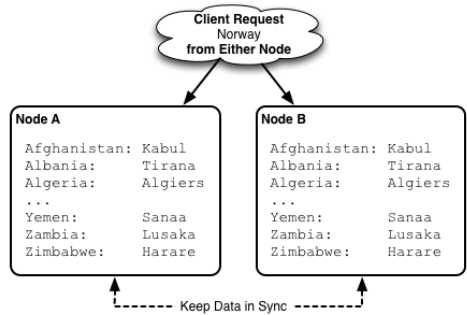 Client Request
Norway
from Either Node
Node A
Afghanistan: Kabul
Albania: Tirana
Algeria: Algiers
...
Yemen: Sanaa
Zambia: Lusaka
Zimbabwe: Harare
Node B
Afghanistan: Kabul
Albania: Tirana
Algeria: Algiers
...
Yemen: Sanaa
Zambia: Lusaka
Zimbabwe: Harare
Keep Data in Sync